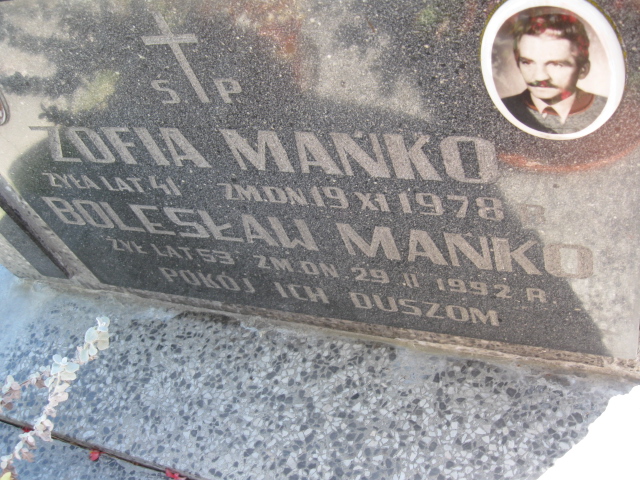 S P
ZOFIA MAŃKO
ŻYŁA LAT 41 ZM.DN 19 XI 1978 R.
BOLESŁAW MAŃKO
ŻYŁ LAT 53 ZM.DN. 29 II 1992 R.
POKÓJ ICH DUSZOM